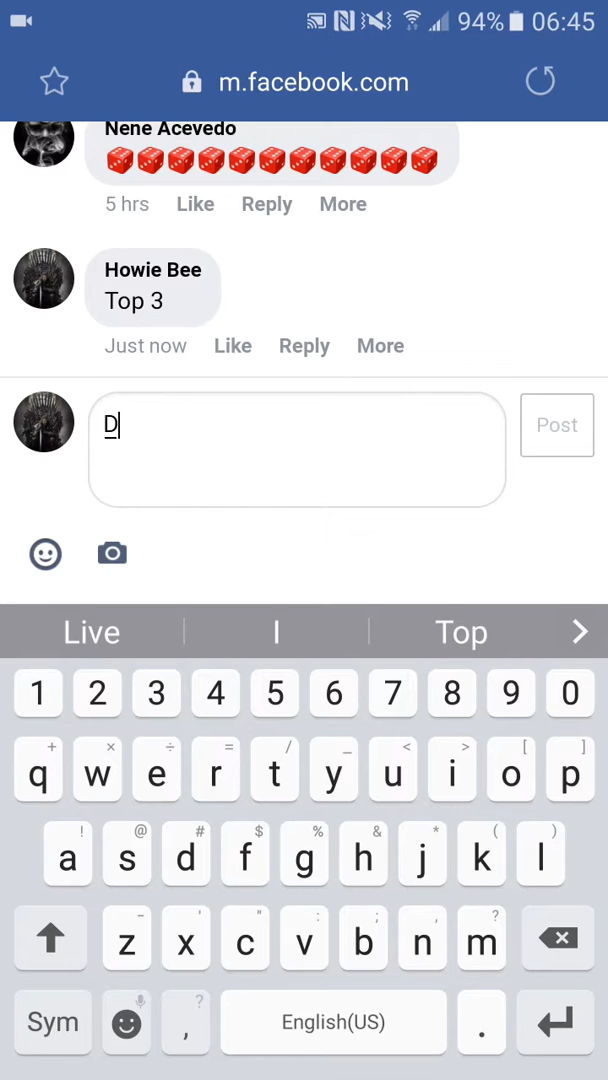 94% 06:45
m.facebook.com
Nene Acevedo
5 hrs Like Reply More
Howie Bee
Top 3
Just now Like Reply More
D Post
Live I Top >
1 2 3 4 5 6 7 8 9 0
+ × ÷ = / _ < > [ ]
q w e r t y u i o p
! @ # $ % & * ( )
a s d f g h j k l
- ' " : ; , ?
z x c v b n m
Sym , ? English(US) .